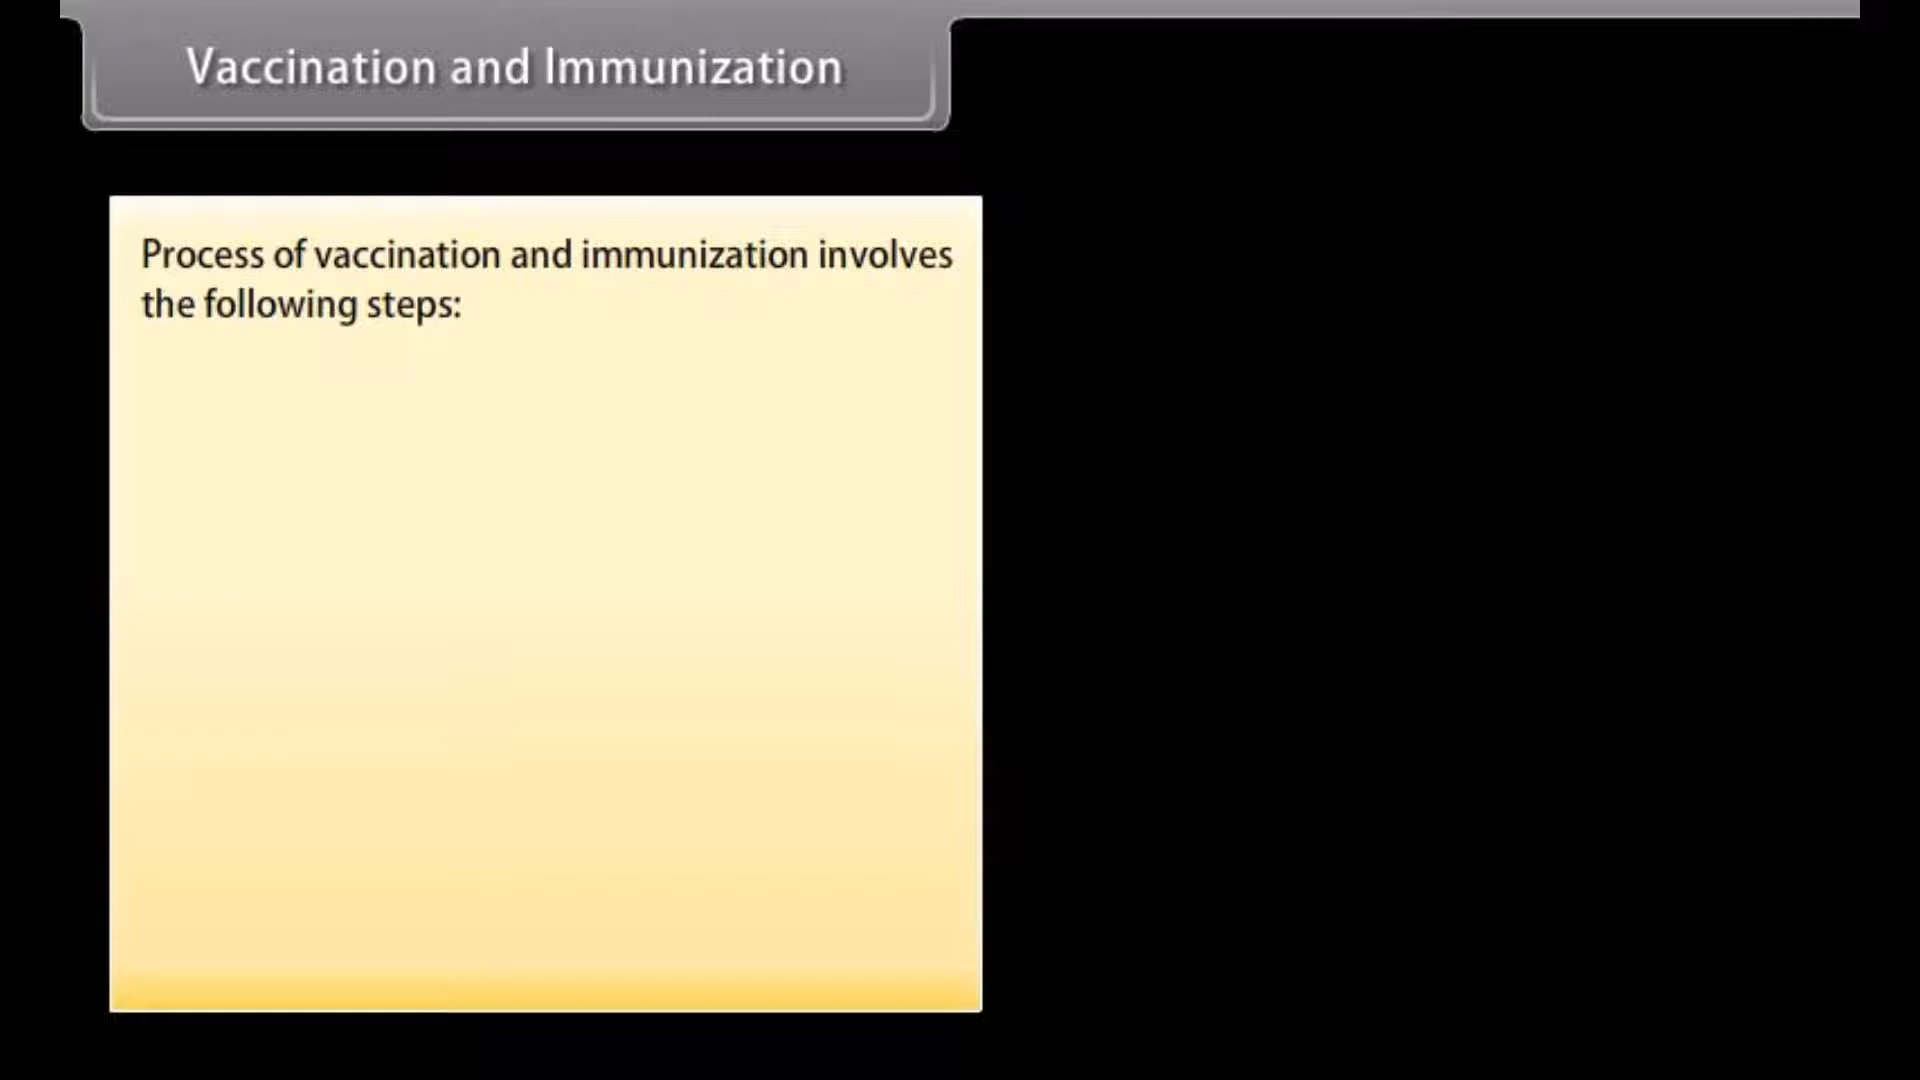 Vaccination and Immunization
Process of vaccination and immunization involves
the following steps: